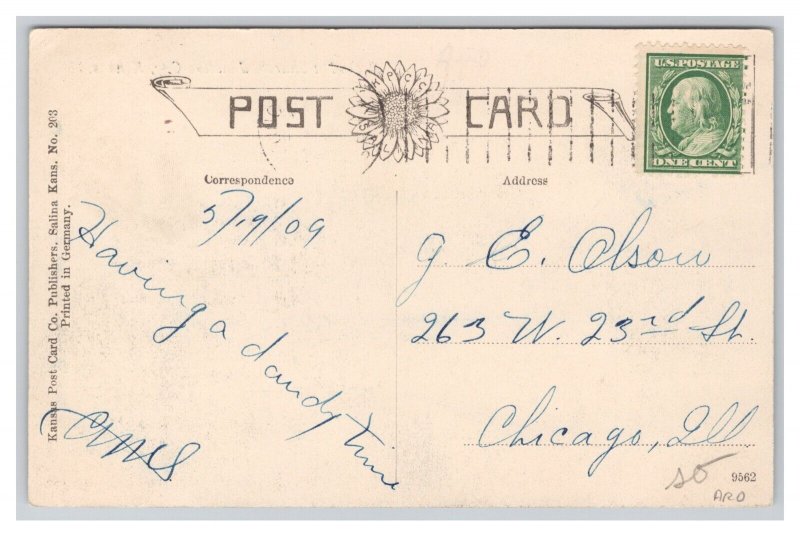 POST CARD
U.S.POSTAGE
ONE CENT
Correspondence
Address
5/19/09
Having a dandy time
G. E. Olson
263 W. 23rd St.
Chicago, Ill
Kansas Post Card Co. Publishers, Salina Kans. No. 203
Printed in Germany.
9562
ARO